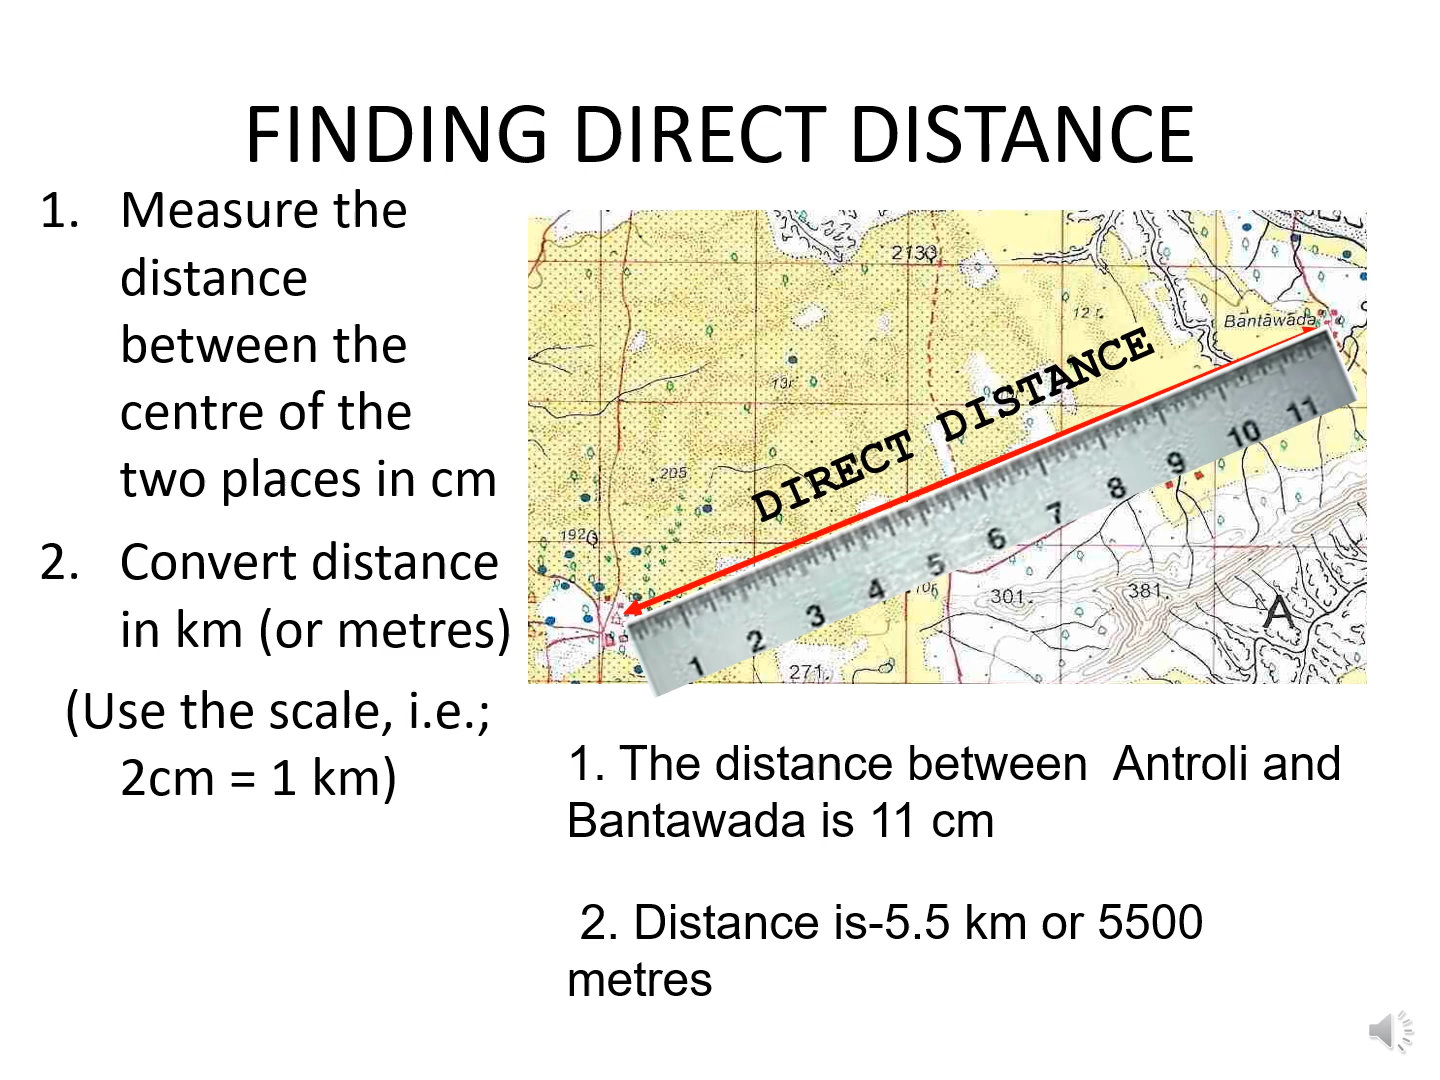 FINDING DIRECT DISTANCE
1. Measure the
distance
between the
centre of the
two places in cm
2. Convert distance
in km (or metres)
(Use the scale, i.e.;
2cm = 1 km)
2130
12 r.
Bantāwāda
DIRECT DISTANCE
13r
.205
1920
1 2 3 4 5 6 7 8 9 10 11
301.
381.
A
271.
1. The distance between Antroli and
Bantawada is 11 cm
2. Distance is-5.5 km or 5500
metres